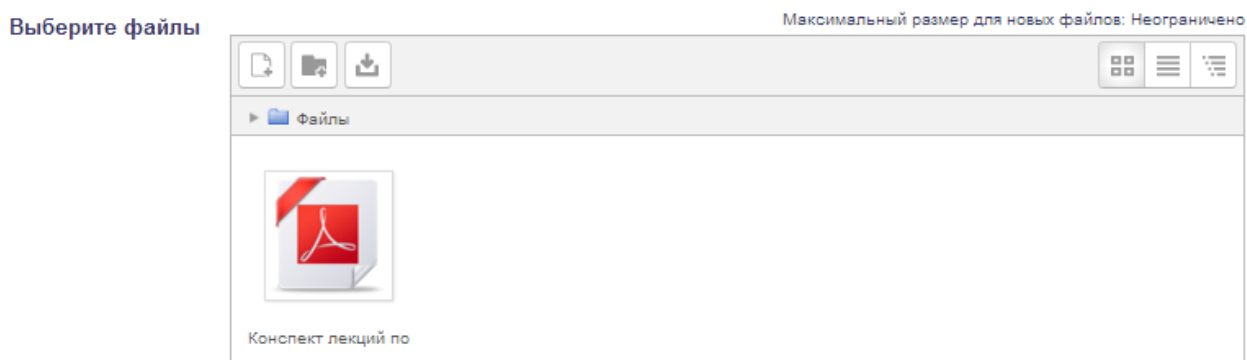 Выберите файлы
Максимальный размер для новых файлов: Неограничено
Файлы
Конспект лекций по